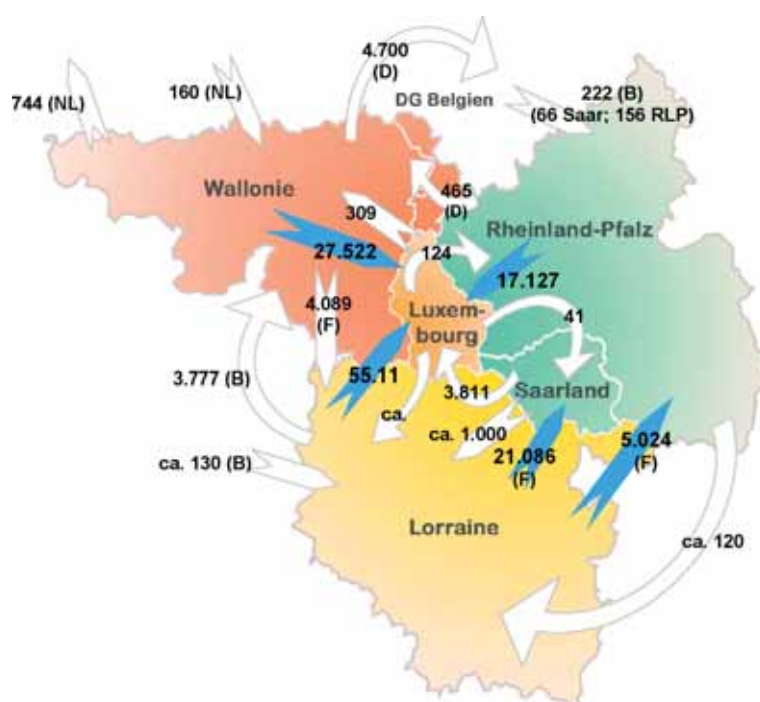 4.700
(D)
744 (NL)
160 (NL)
DG Belgien
222 (B)
(66 Saar; 156 RLP)
Wallonie
465
(D)
309
Rheinland-Pfalz
27.522
124
17.127
4.089
(F)
Luxem-
bourg
41
3.777 (B)
55.11
3.811
Saarland
ca.
ca. 1.000
21.086
(F)
5.024
(F)
ca. 130 (B)
Lorraine
ca. 120